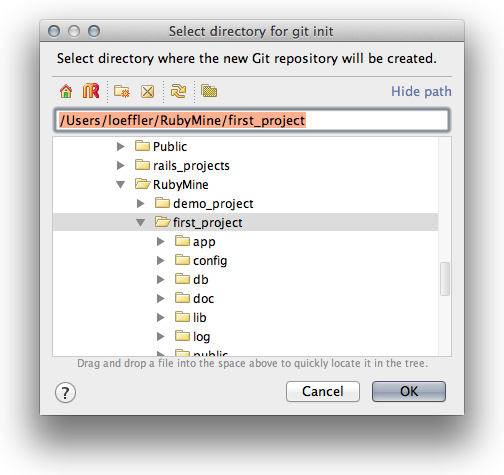 Select directory for git init
Select directory where the new Git repository will be created.
Hide path
/Users/loeffler/RubyMine/first_project
Public
rails_projects
RubyMine
demo_project
first_project
app
config
db
doc
lib
log
public
Drag and drop a file into the space above to quickly locate it in the tree.
?
Cancel
OK